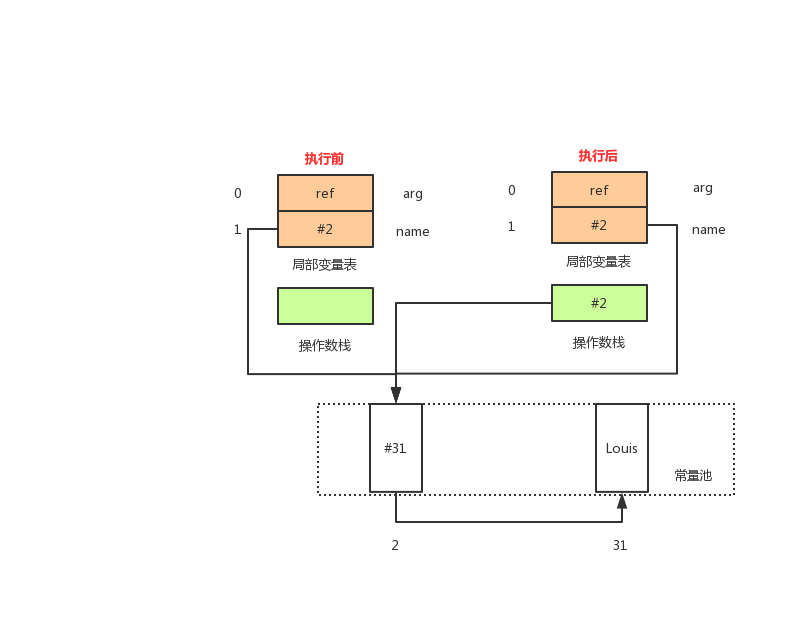 执行前
执行后
0 ref arg
0 ref arg
1 #2 name
1 #2 name
局部变量表
局部变量表
#2
操作数栈
操作数栈
#31
Louis
常量池
2
31